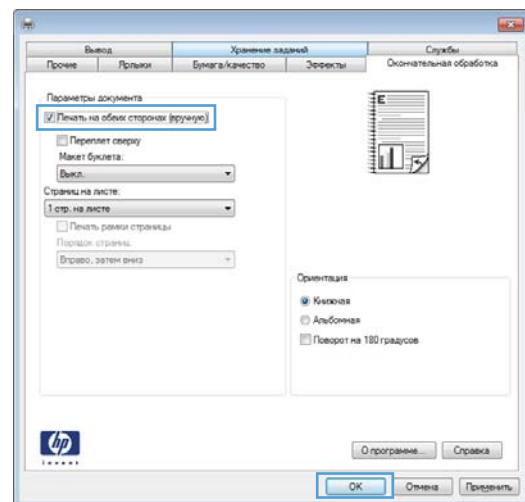 Вывод Хранение заданий Службы
Прочие Ярлыки Бумага/качество Эффекты Окончательная обработка
Параметры документа
Печать на обеих сторонах (вручную)
Переплет сверху
Макет буклета:
Выкл.
Страниц на листе:
1 стр. на листе
Печать рамки страницы
Порядок страниц:
Вправо, затем вниз
E
Ориентация
Книжная
Альбомная
Поворот на 180 градусов
hp
invent
О программе... Справка
OK Отмена Применить